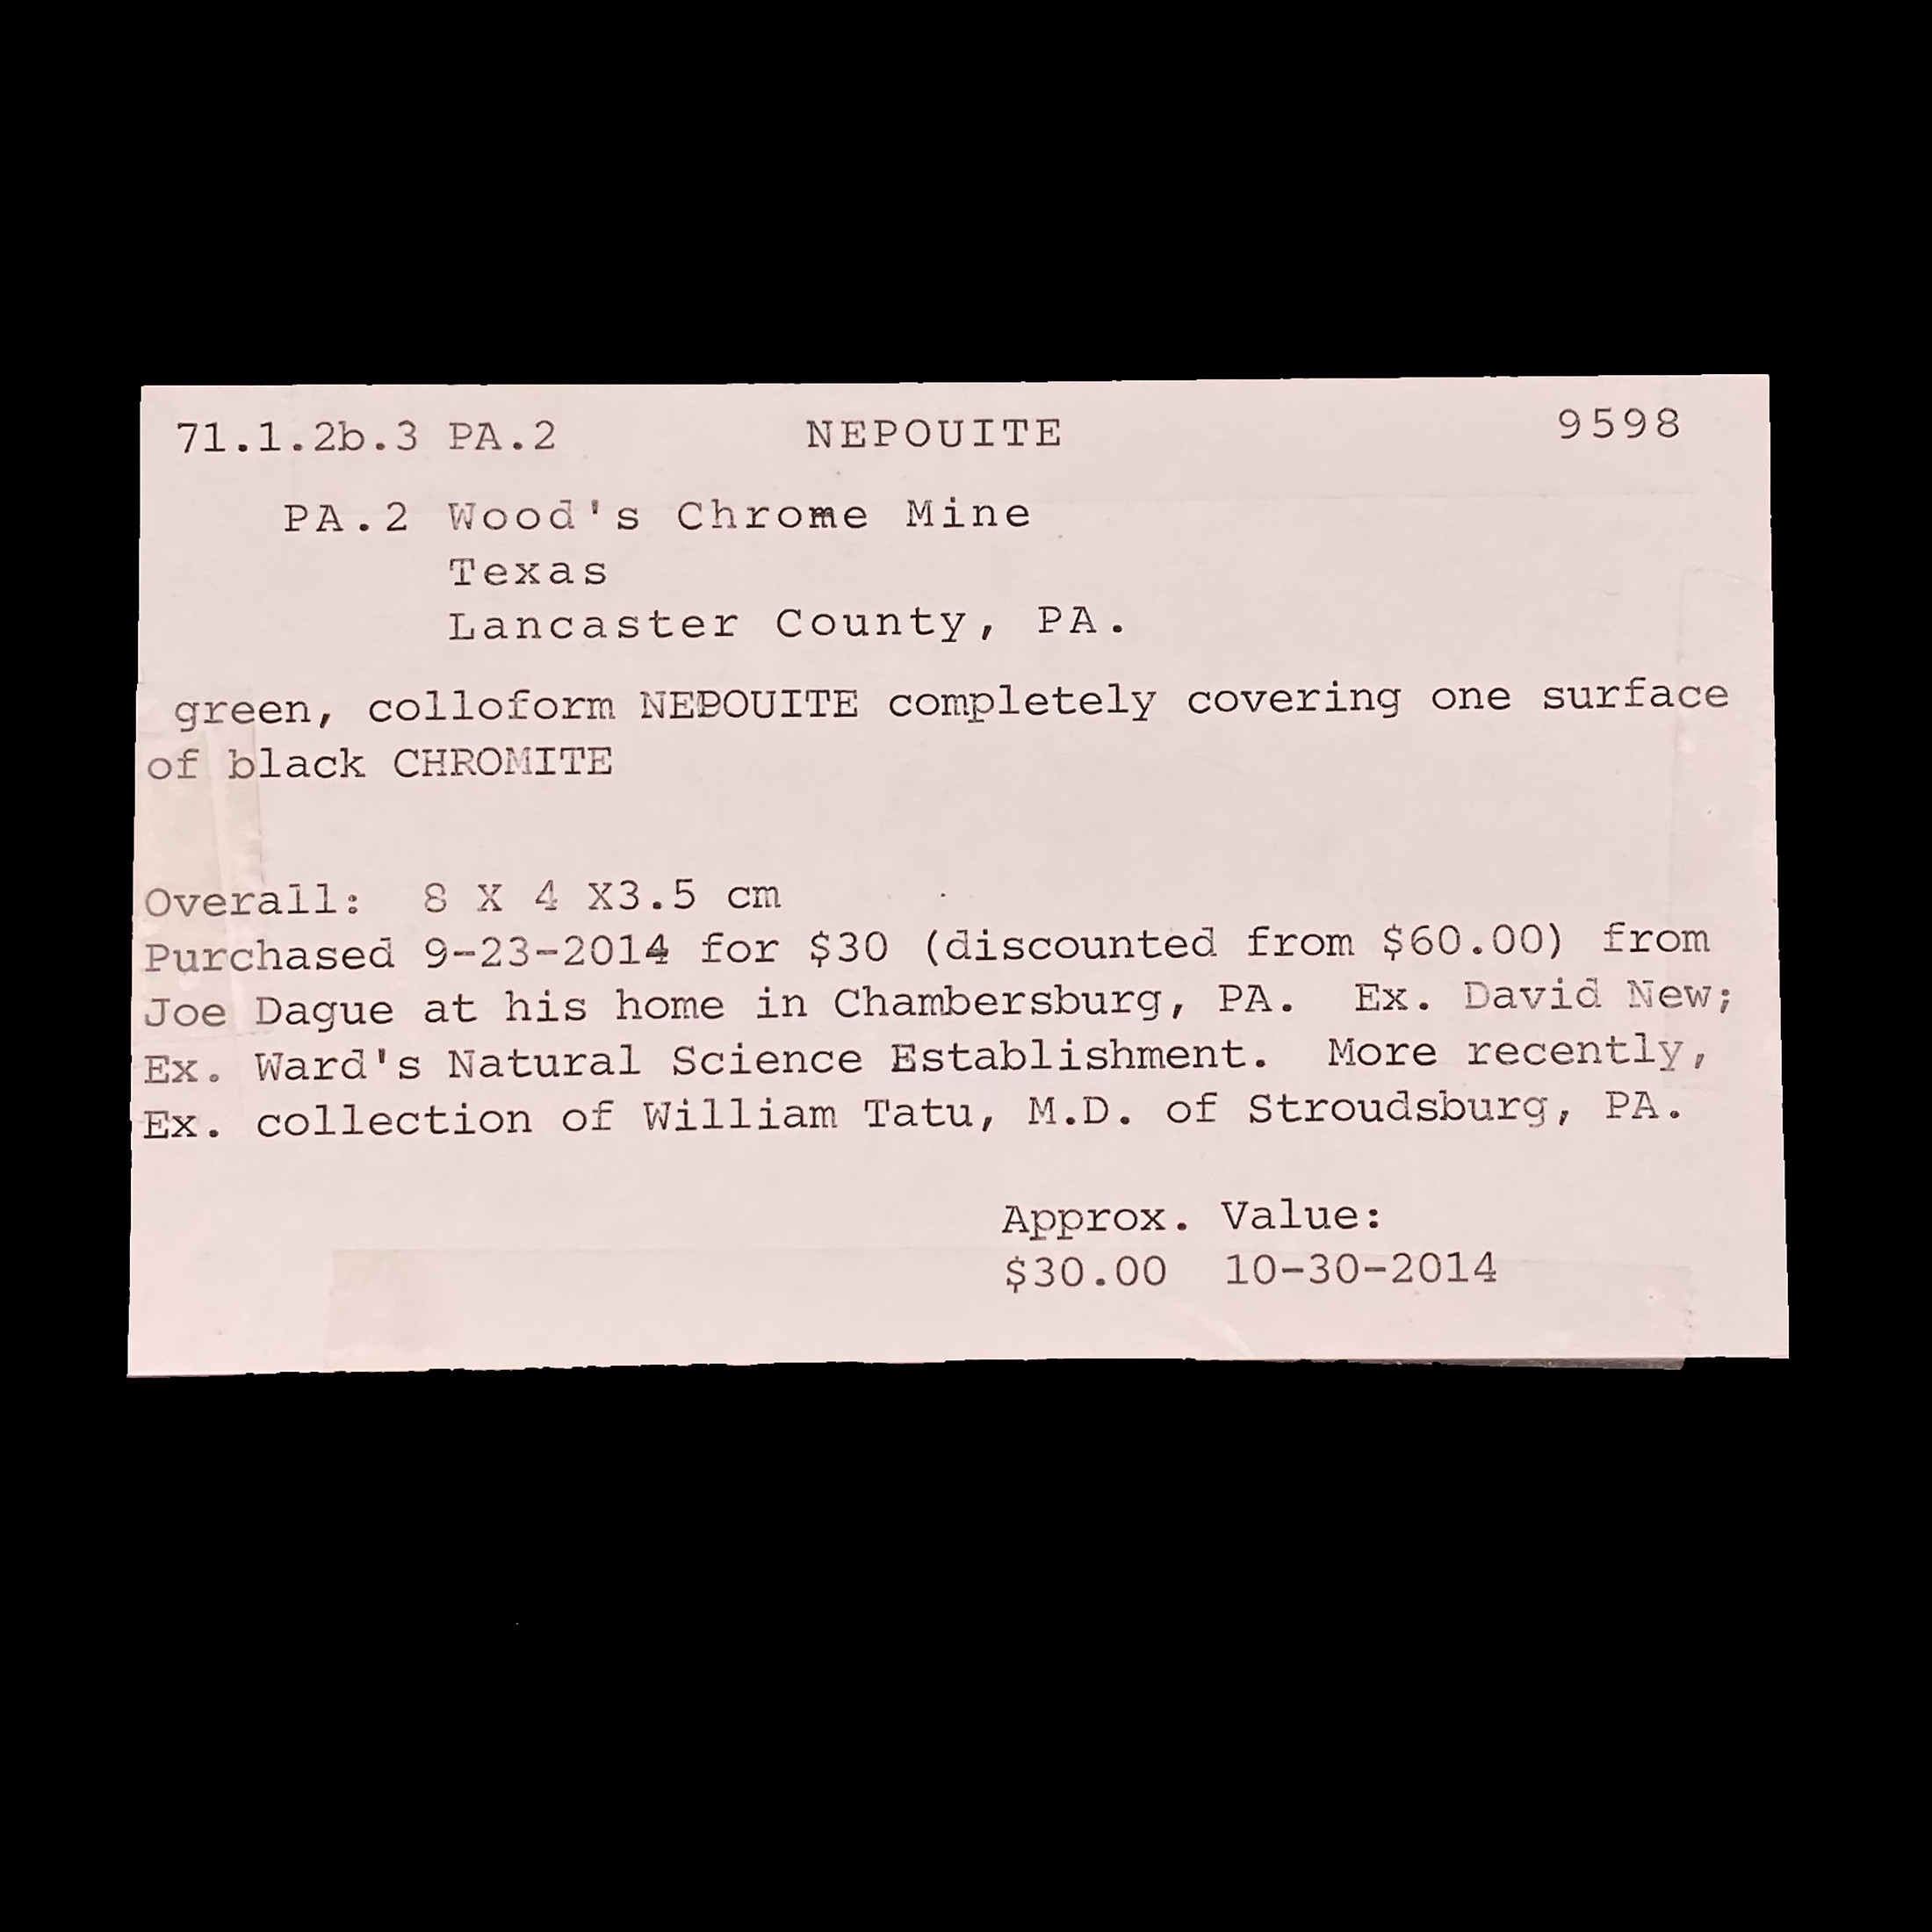 71.1.2b.3 PA.2 NEPOUITE 9598
PA.2 Wood's Chrome Mine
Texas
Lancaster County, PA.
green, colloform NEPOUITE completely covering one surface
of black CHROMITE
Overall: 8 X 4 X3.5 cm
Purchased 9-23-2014 for $30 (discounted from $60.00) from
Joe Dague at his home in Chambersburg, PA. Ex. David New;
Ex. Ward's Natural Science Establishment. More recently,
Ex. collection of William Tatu, M.D. of Stroudsburg, PA.
Approx. Value:
$30.00 10-30-2014